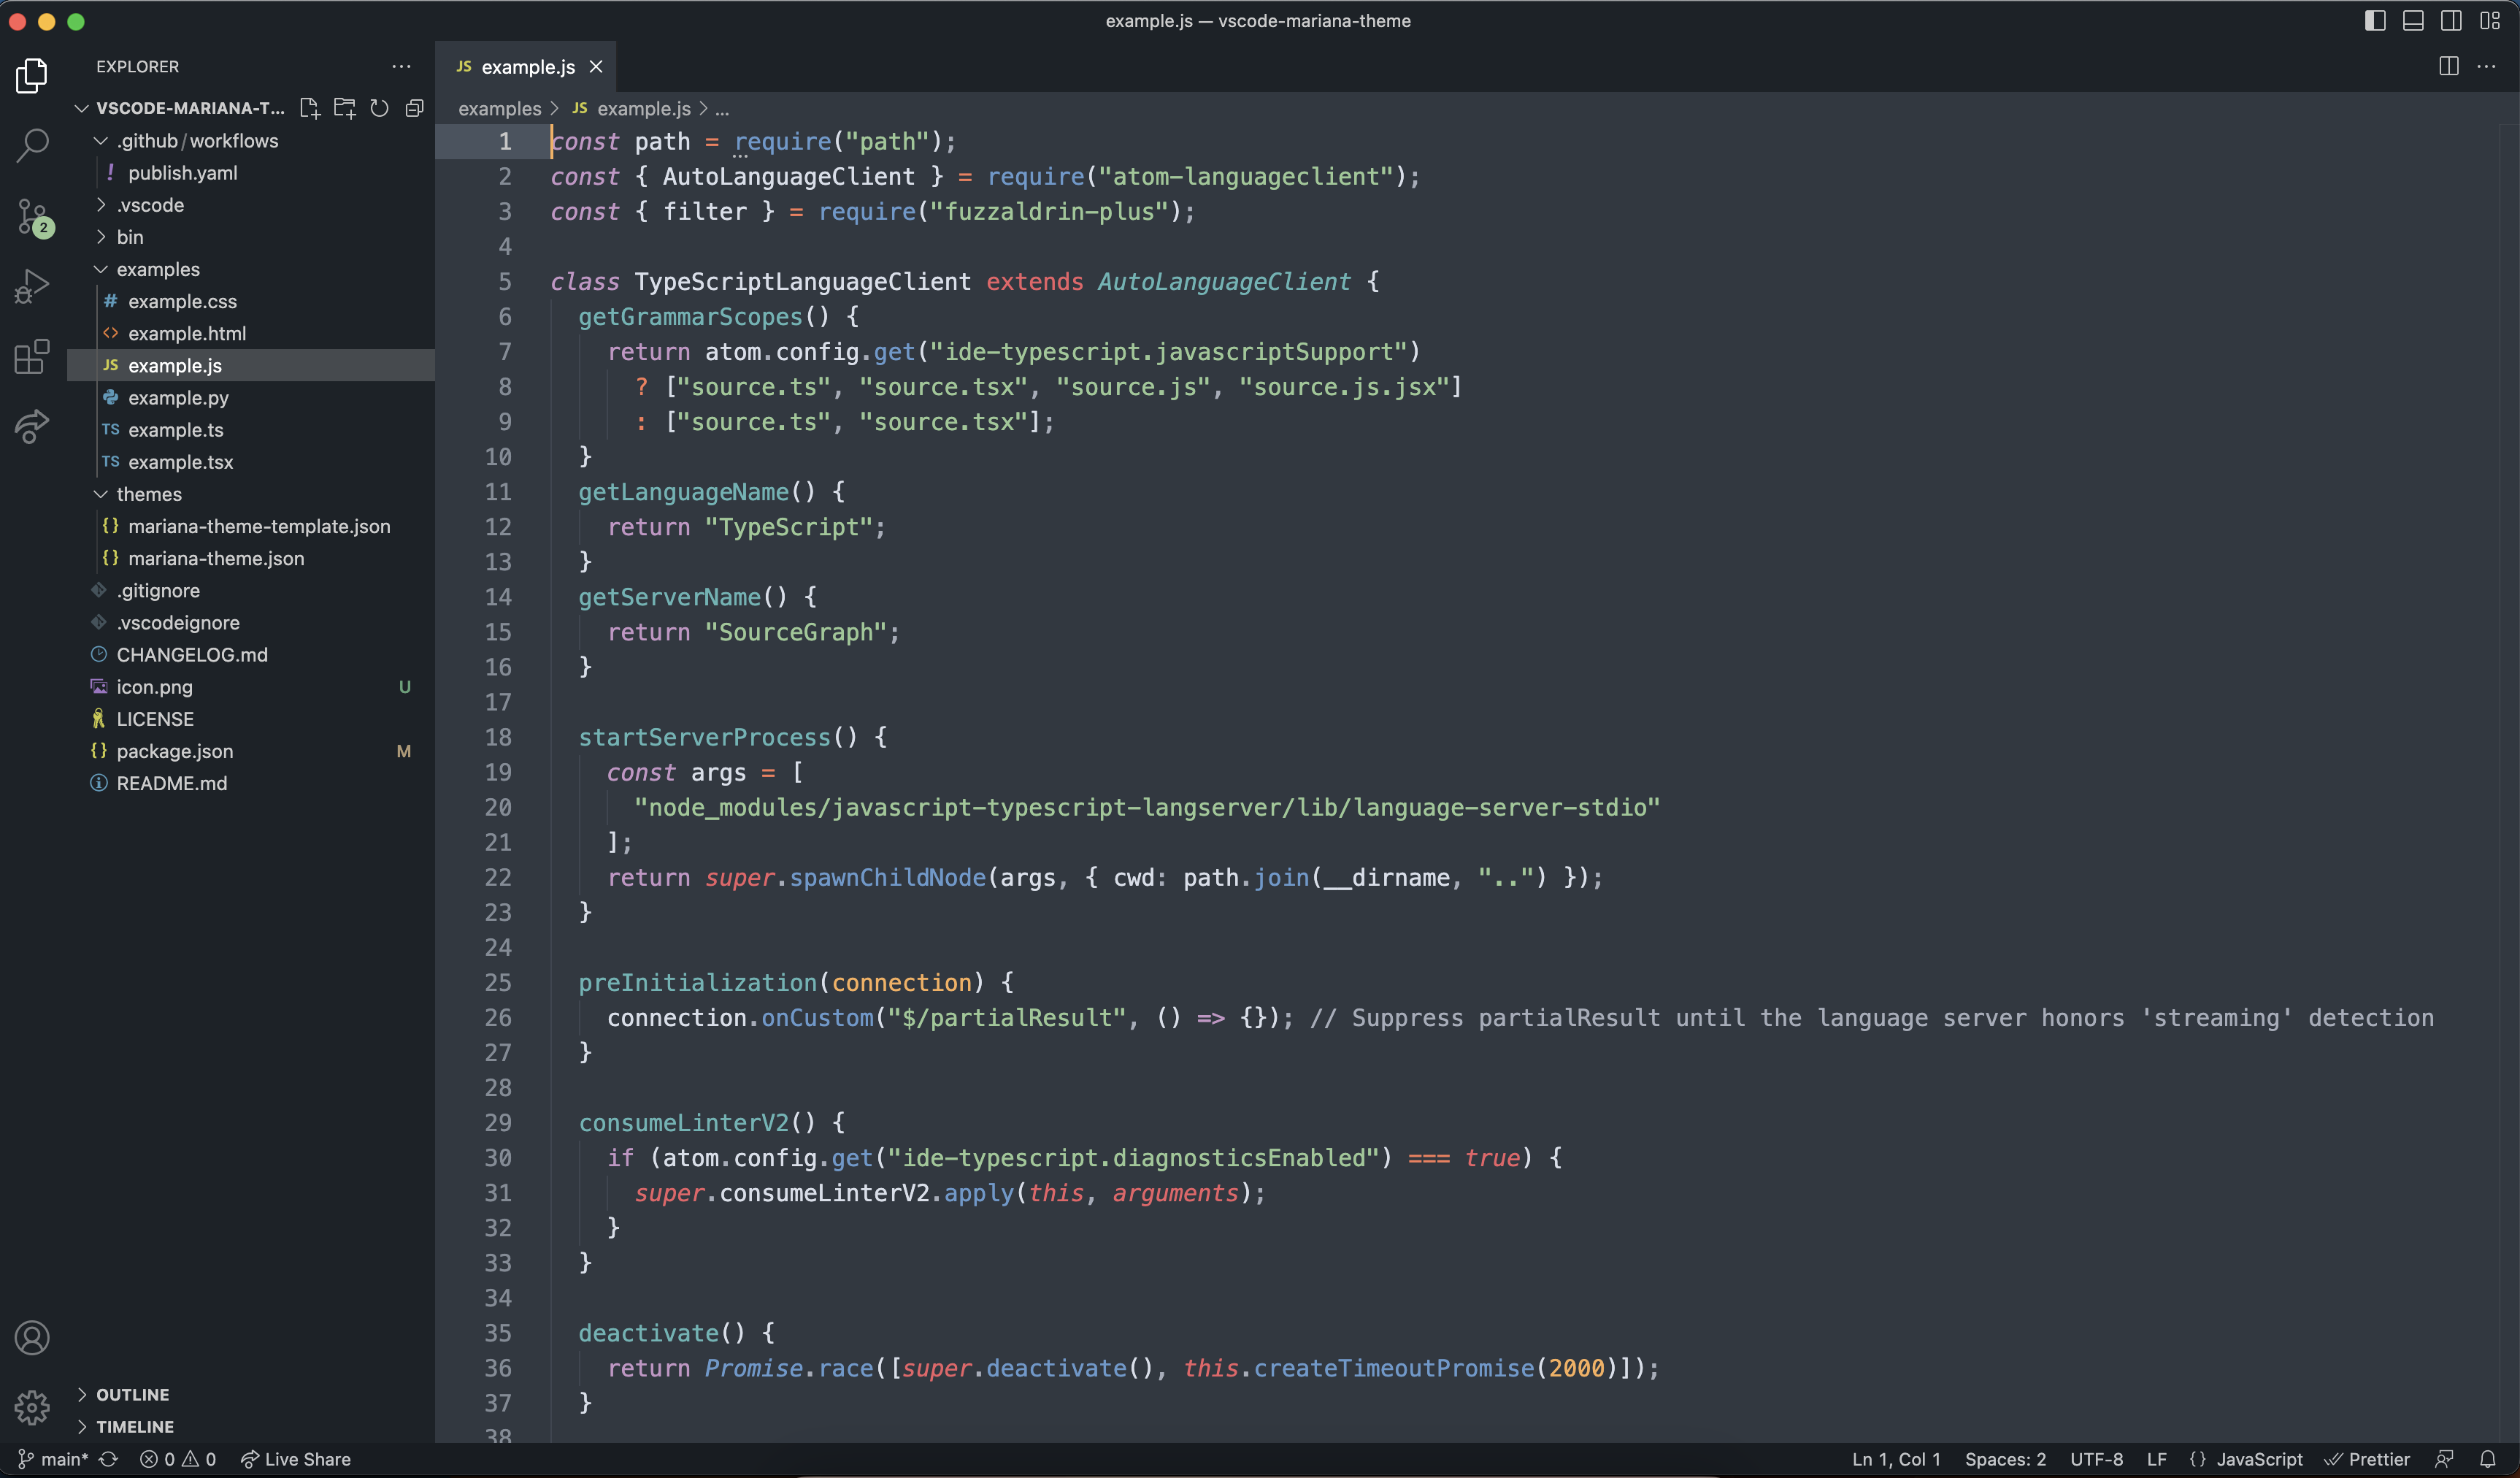 example.js — vscode-mariana-theme
EXPLORER
VSCODE-MARIANA-T...
.github/workflows
! publish.yaml
.vscode
bin
examples
# example.css
<> example.html
JS example.js
example.py
TS example.ts
TS example.tsx
themes
{} mariana-theme-template.json
{} mariana-theme.json
.gitignore
.vscodeignore
CHANGELOG.md
icon.png U
LICENSE
{} package.json M
README.md
OUTLINE
TIMELINE
2
JS example.js
examples > JS example.js > ...
1 const path = require("path");
2 const { AutoLanguageClient } = require("atom-languageclient");
3 const { filter } = require("fuzzaldrin-plus");
4
5 class TypeScriptLanguageClient extends AutoLanguageClient {
6   getGrammarScopes() {
7     return atom.config.get("ide-typescript.javascriptSupport")
8       ? ["source.ts", "source.tsx", "source.js", "source.js.jsx"]
9       : ["source.ts", "source.tsx"];
10   }
11   getLanguageName() {
12     return "TypeScript";
13   }
14   getServerName() {
15     return "SourceGraph";
16   }
17
18   startServerProcess() {
19     const args = [
20       "node_modules/javascript-typescript-langserver/lib/language-server-stdio"
21     ];
22     return super.spawnChildNode(args, { cwd: path.join(__dirname, "..") });
23   }
24
25   preInitialization(connection) {
26     connection.onCustom("$/partialResult", () => {}); // Suppress partialResult until the language server honors 'streaming' detection
27   }
28
29   consumeLinterV2() {
30     if (atom.config.get("ide-typescript.diagnosticsEnabled") === true) {
31       super.consumeLinterV2.apply(this, arguments);
32     }
33   }
34
35   deactivate() {
36     return Promise.race([super.deactivate(), this.createTimeoutPromise(2000)]);
37   }
38
main* 0 0 Live Share
Ln 1, Col 1 Spaces: 2 UTF-8 LF {} JavaScript Prettier